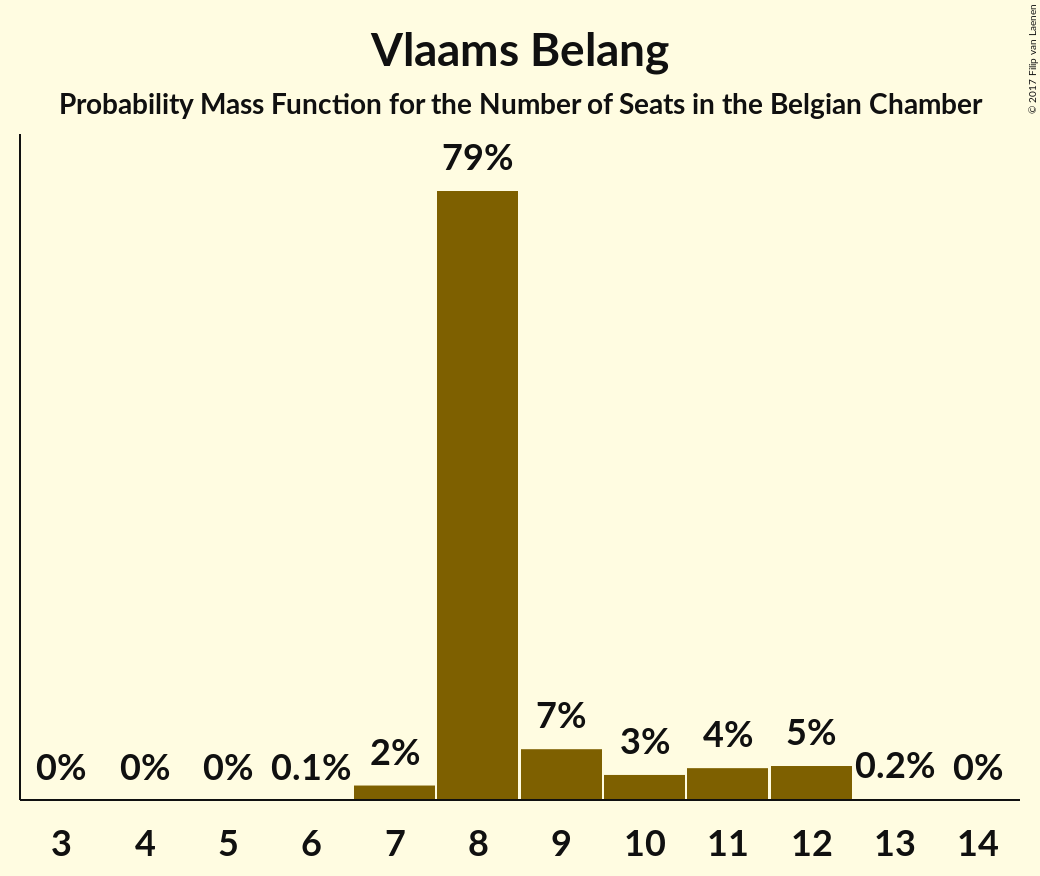 Vlaams Belang
Probability Mass Function for the Number of Seats in the Belgian Chamber
© 2017 Filip van Laenen
79%
7%
5%
4%
3%
2%
0% 0% 0% 0.1% 0.2% 0%
3 4 5 6 7 8 9 10 11 12 13 14